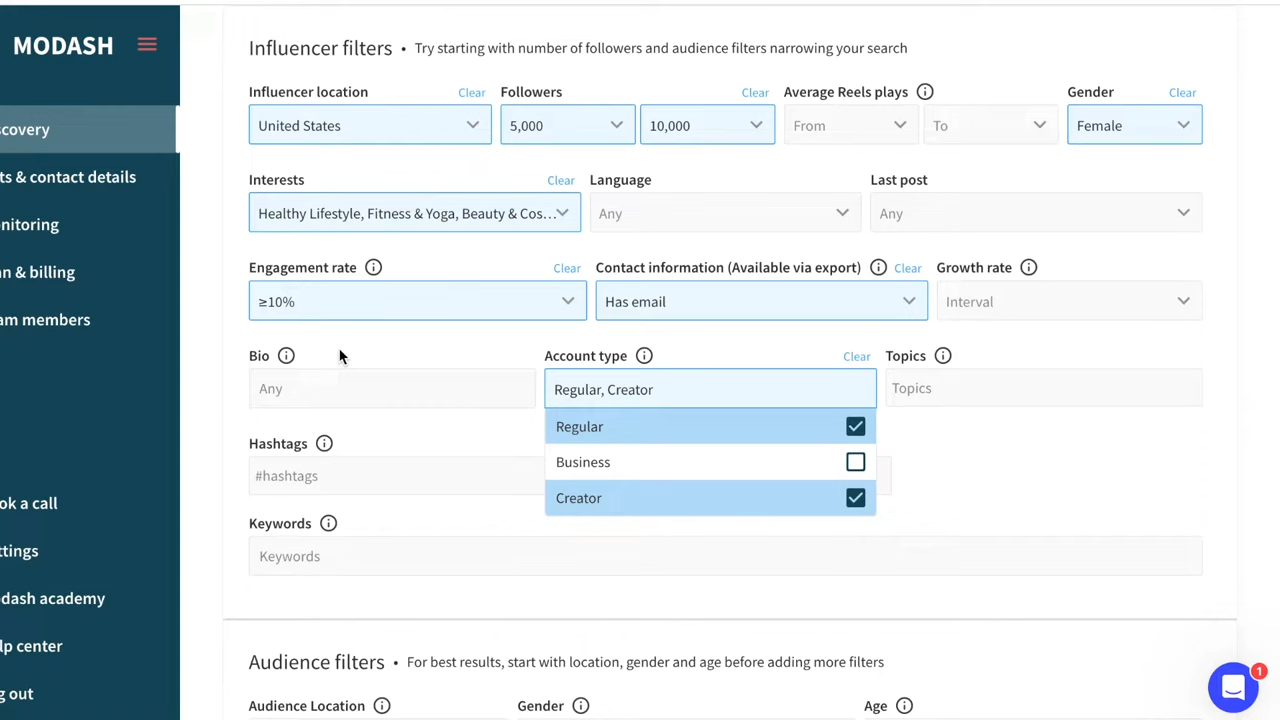 MODASH
scovery
ts & contact details
nitoring
n & billing
am members
ok a call
ttings
dash academy
lp center
g out
Influencer filters • Try starting with number of followers and audience filters narrowing your search
Influencer location Clear Followers Clear Average Reels plays Gender Clear
United States 5,000 10,000 From To Female
Interests Clear Language Last post
Healthy Lifestyle, Fitness & Yoga, Beauty & Cos... Any Any
Engagement rate Clear Contact information (Available via export) Clear Growth rate
≥10% Has email Interval
Bio Account type Clear Topics
Any Regular, Creator Topics
Regular
Business
Creator
Hashtags
#hashtags
Keywords
Keywords
Audience filters • For best results, start with location, gender and age before adding more filters
Audience Location Gender Age
1